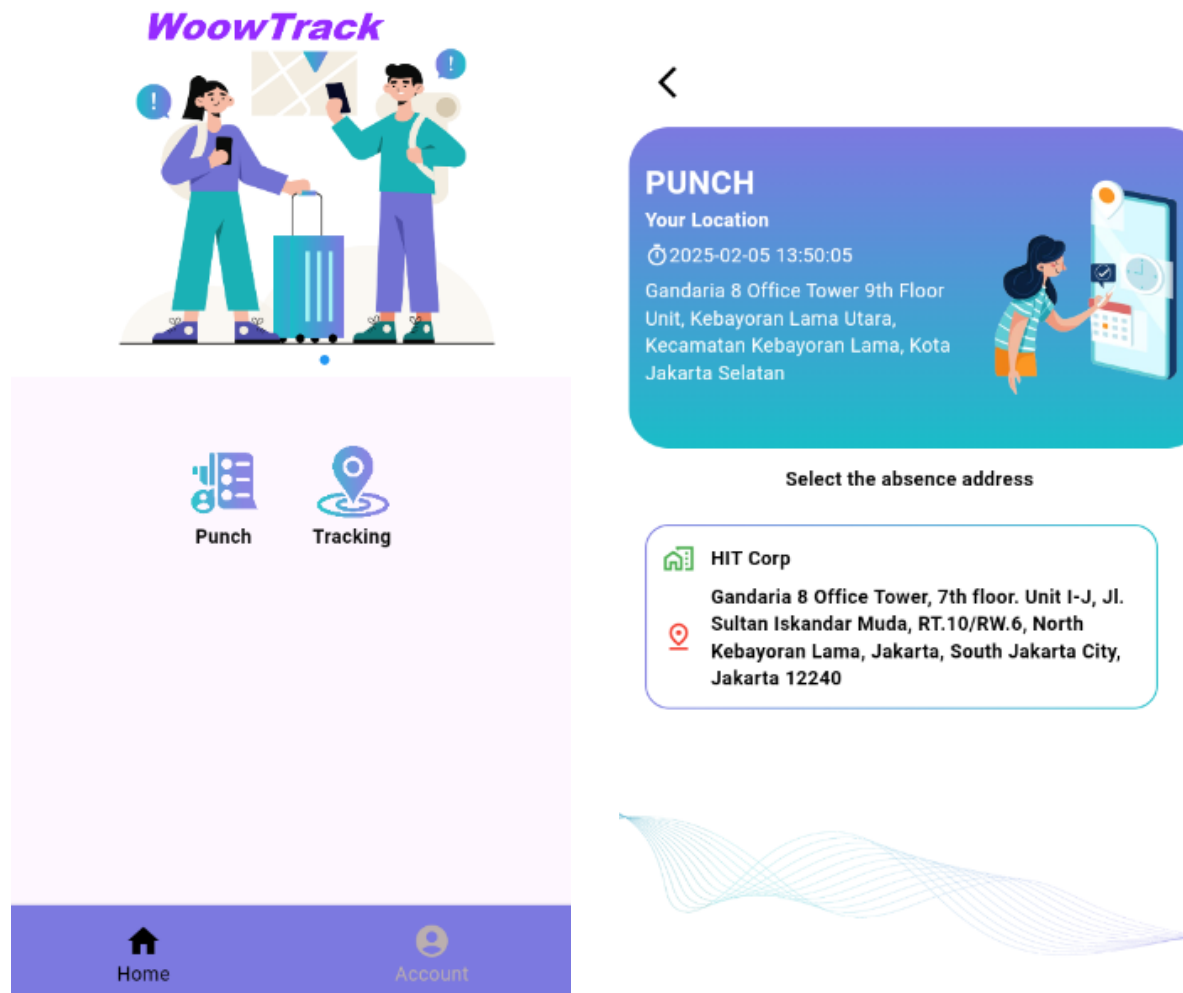 WoowTrack
!
!
Punch
Tracking
Home
Account
PUNCH
Your Location
2025-02-05 13:50:05
Gandaria 8 Office Tower 9th Floor
Unit, Kebayoran Lama Utara,
Kecamatan Kebayoran Lama, Kota
Jakarta Selatan
Select the absence address
HIT Corp
Gandaria 8 Office Tower, 7th floor. Unit I-J, Jl.
Sultan Iskandar Muda, RT.10/RW.6, North
Kebayoran Lama, Jakarta, South Jakarta City,
Jakarta 12240